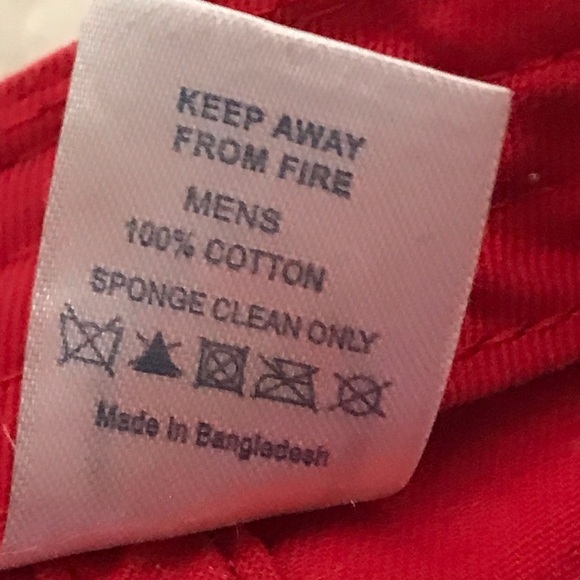 KEEP AWAY
FROM FIRE
MENS
100% COTTON
SPONGE CLEAN ONLY
Made In Bangladesh